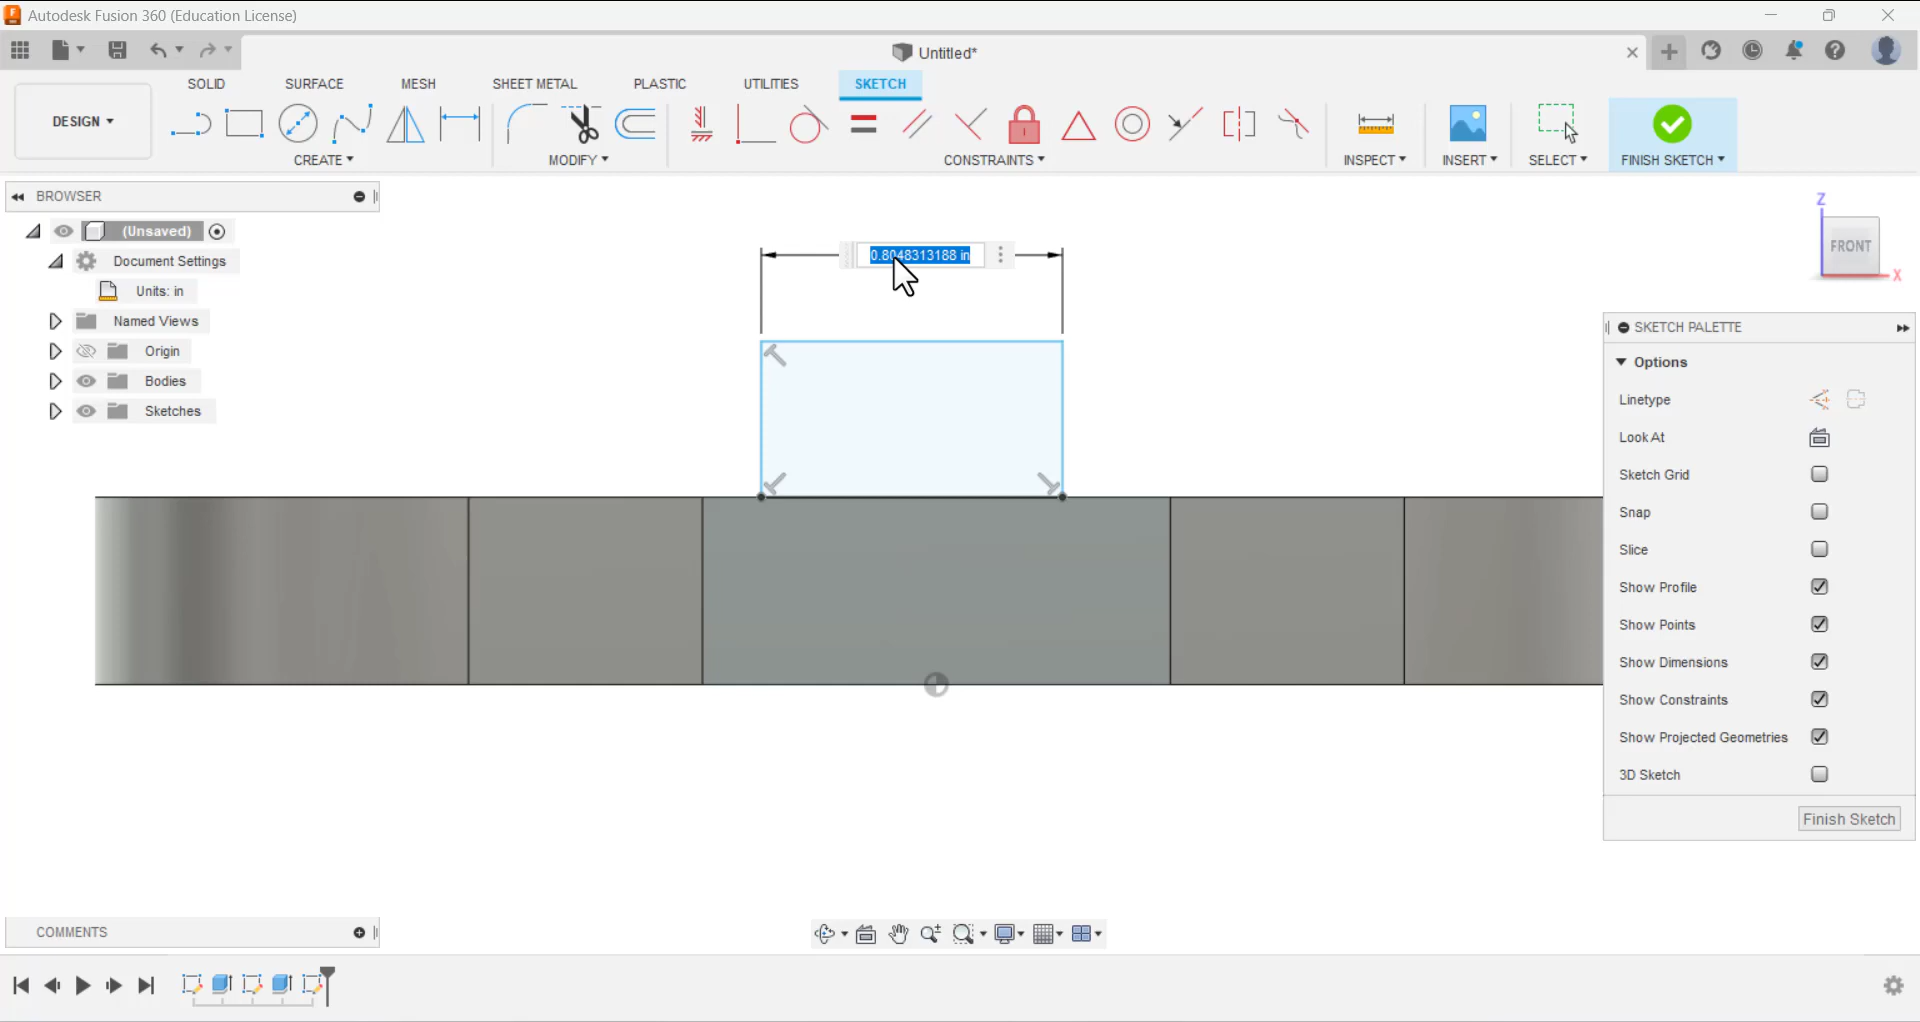 Autodesk Fusion 360 (Education License)
Untitled*
SOLID SURFACE MESH SHEET METAL PLASTIC UTILITIES SKETCH
DESIGN
CREATE MODIFY CONSTRAINTS INSPECT INSERT SELECT FINISH SKETCH
BROWSER
(Unsaved)
Document Settings
Units: in
Named Views
Origin
Bodies
Sketches
0.8048313188 in
Z
FRONT
X
SKETCH PALETTE
Options
Linetype
Look At
Sketch Grid
Snap
Slice
Show Profile
Show Points
Show Dimensions
Show Constraints
Show Projected Geometries
3D Sketch
Finish Sketch
COMMENTS